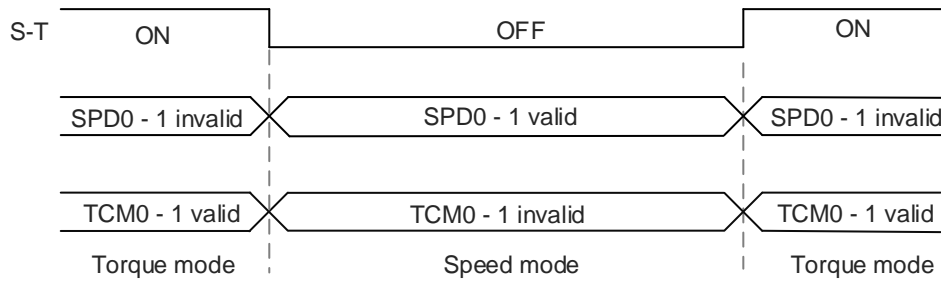 S-T ON OFF ON
SPD0 - 1 invalid SPD0 - 1 valid SPD0 - 1 invalid
TCM0 - 1 valid TCM0 - 1 invalid TCM0 - 1 valid
Torque mode Speed mode Torque mode